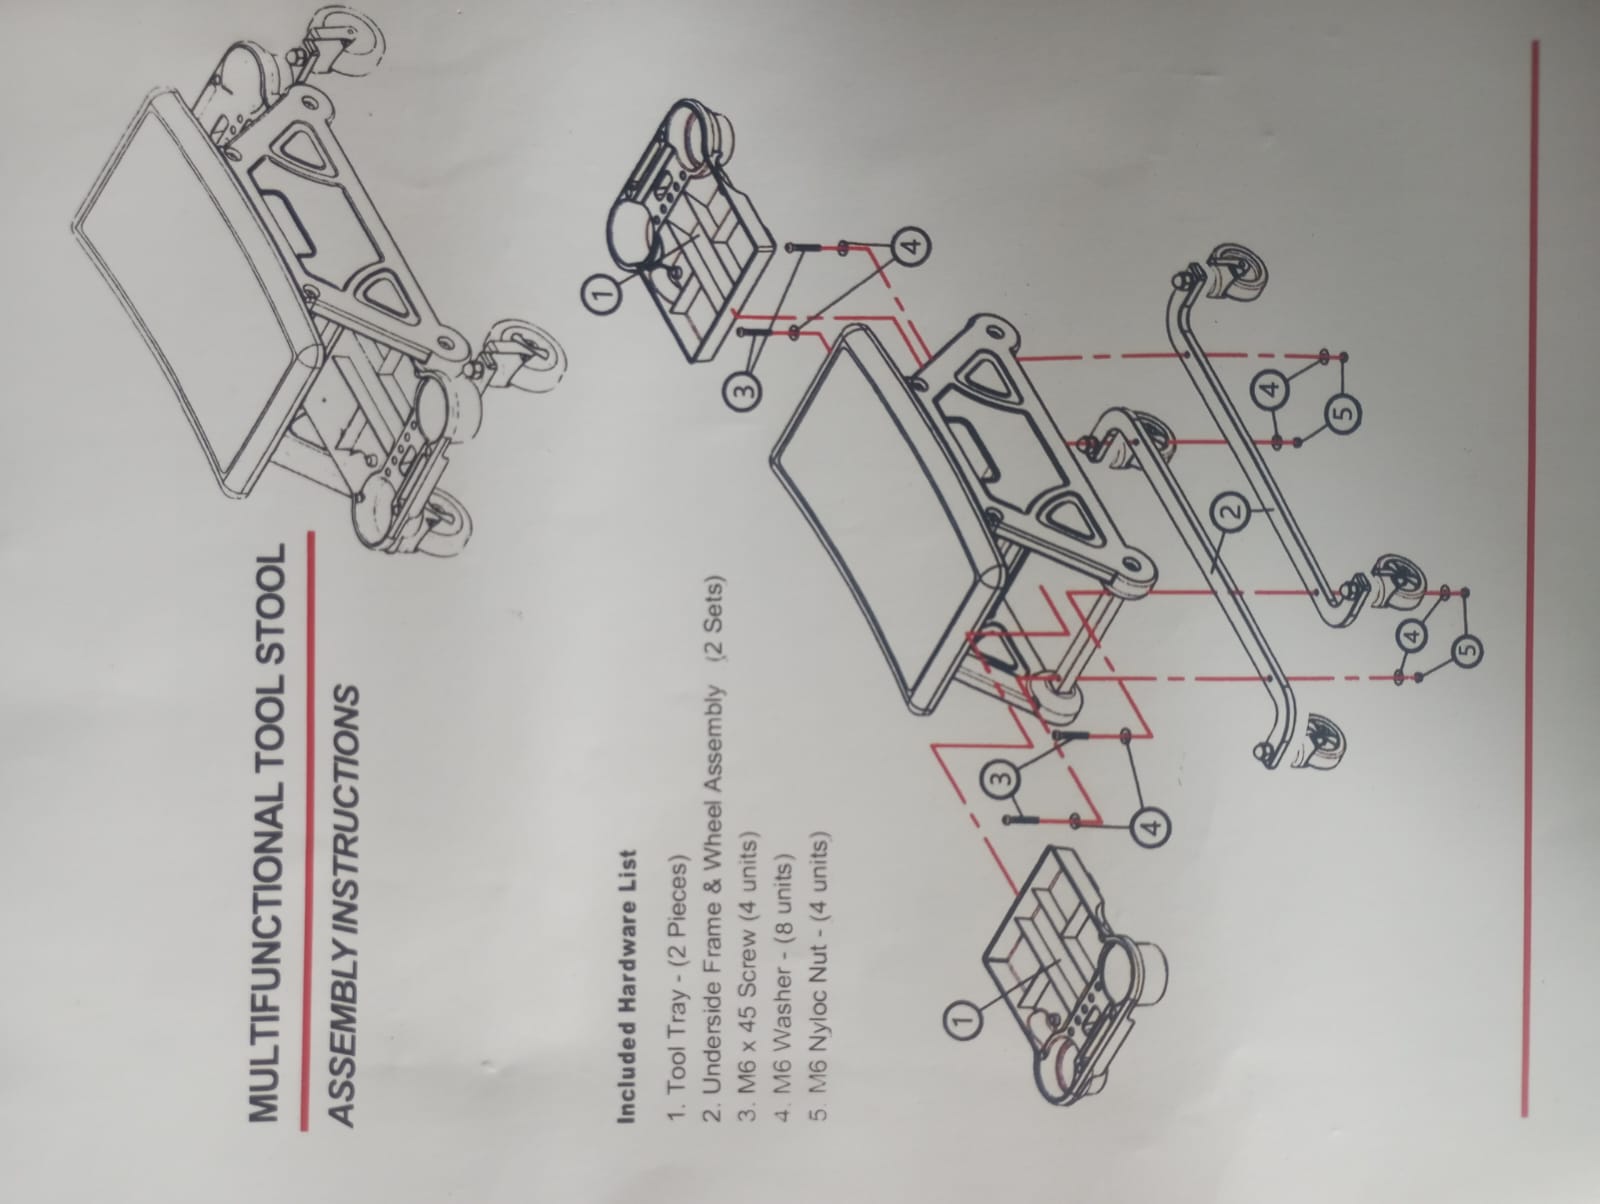 MULTIFUNCTIONAL TOOL STOOL
ASSEMBLY INSTRUCTIONS
Included Hardware List
1. Tool Tray - (2 Pieces)
2. Underside Frame & Wheel Assembly (2 Sets)
3. M6 x 45 Screw (4 units)
4. M6 Washer - (8 units)
5. M6 Nyloc Nut - (4 units)
1
3
4
1
3
4
2
4
5
4
5